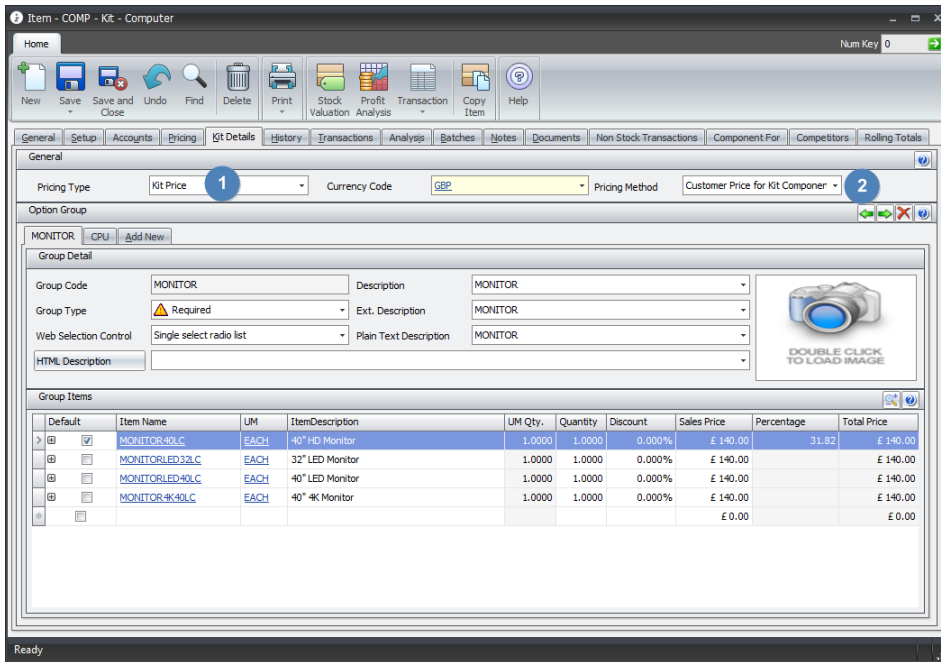 Item - COMP - Kit - Computer
Home
Num Key 0
New Save Save and Close Undo Find Delete Print Stock Valuation Profit Analysis Transaction Copy Item Help
General Setup Accounts Pricing Kit Details History Transactions Analysis Batches Notes Documents Non Stock Transactions Component For Competitors Rolling Totals
General
Pricing Type Kit Price 1 Currency Code GBP Pricing Method Customer Price for Kit Componen 2
Option Group
MONITOR CPU Add New
Group Detail
Group Code MONITOR Description MONITOR
Group Type Required Ext. Description MONITOR
Web Selection Control Single select radio list Plain Text Description MONITOR
HTML Description
DOUBLE CLICK
TO LOAD IMAGE
Group Items
Default Item Name UM ItemDescription UM Qty. Quantity Discount Sales Price Percentage Total Price
MONITOR40LC EACH 40" HD Monitor 1.0000 1.0000 0.000% £ 140.00 31.82 £ 140.00
MONITORLED32LC EACH 32" LED Monitor 1.0000 1.0000 0.000% £ 140.00 £ 140.00
MONITORLED40LC EACH 40" LED Monitor 1.0000 1.0000 0.000% £ 140.00 £ 140.00
MONITOR4K40LC EACH 40" 4K Monitor 1.0000 1.0000 0.000% £ 140.00 £ 140.00
£ 0.00 £ 0.00
Ready